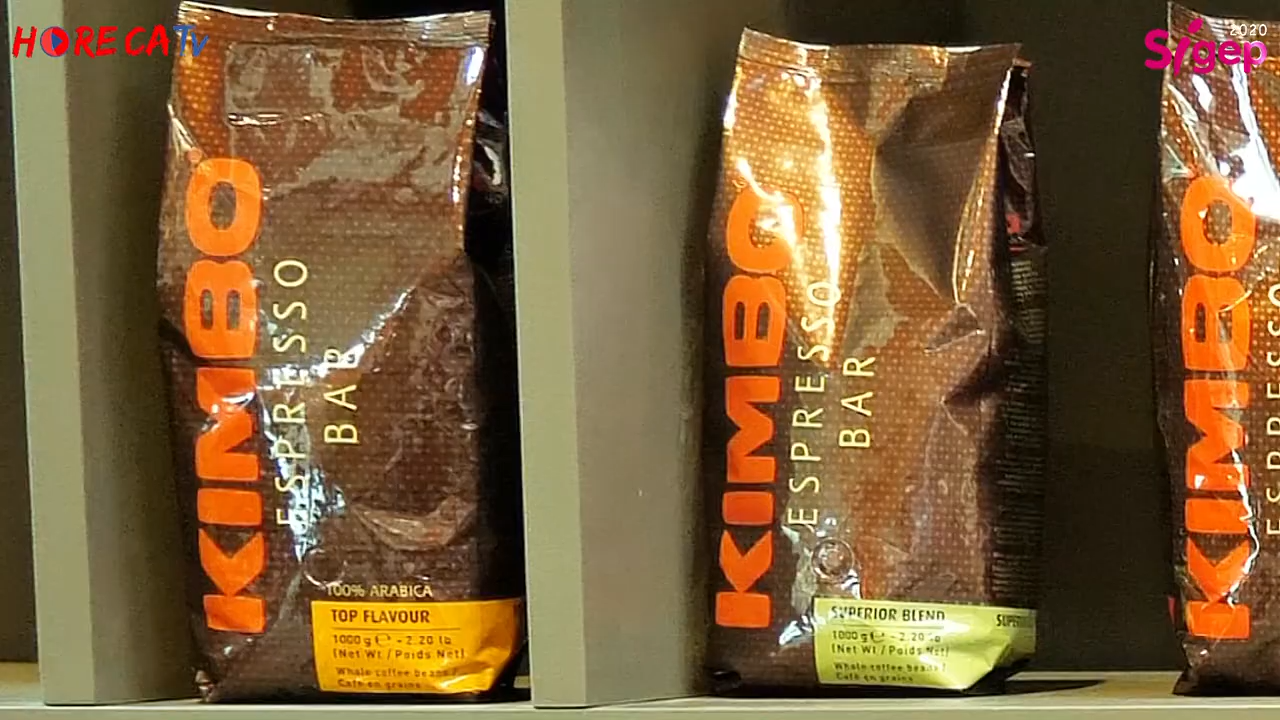 HORECATv
2020
Sigep
KIMBO
ESPRESSO
BAR
100% ARABICA
TOP FLAVOUR
1000 g ℮ - 2.20 lb
(Net Wt / Poids Net)
Whole coffee beans /
Café en grains
KIMBO
ESPRESSO
BAR
SUPERIOR BLEND
1000 g ℮ - 2.20 lb
(Net Wt / Poids Net)
Whole coffee beans /
Café en grains
KIMBO
ESPRESSO